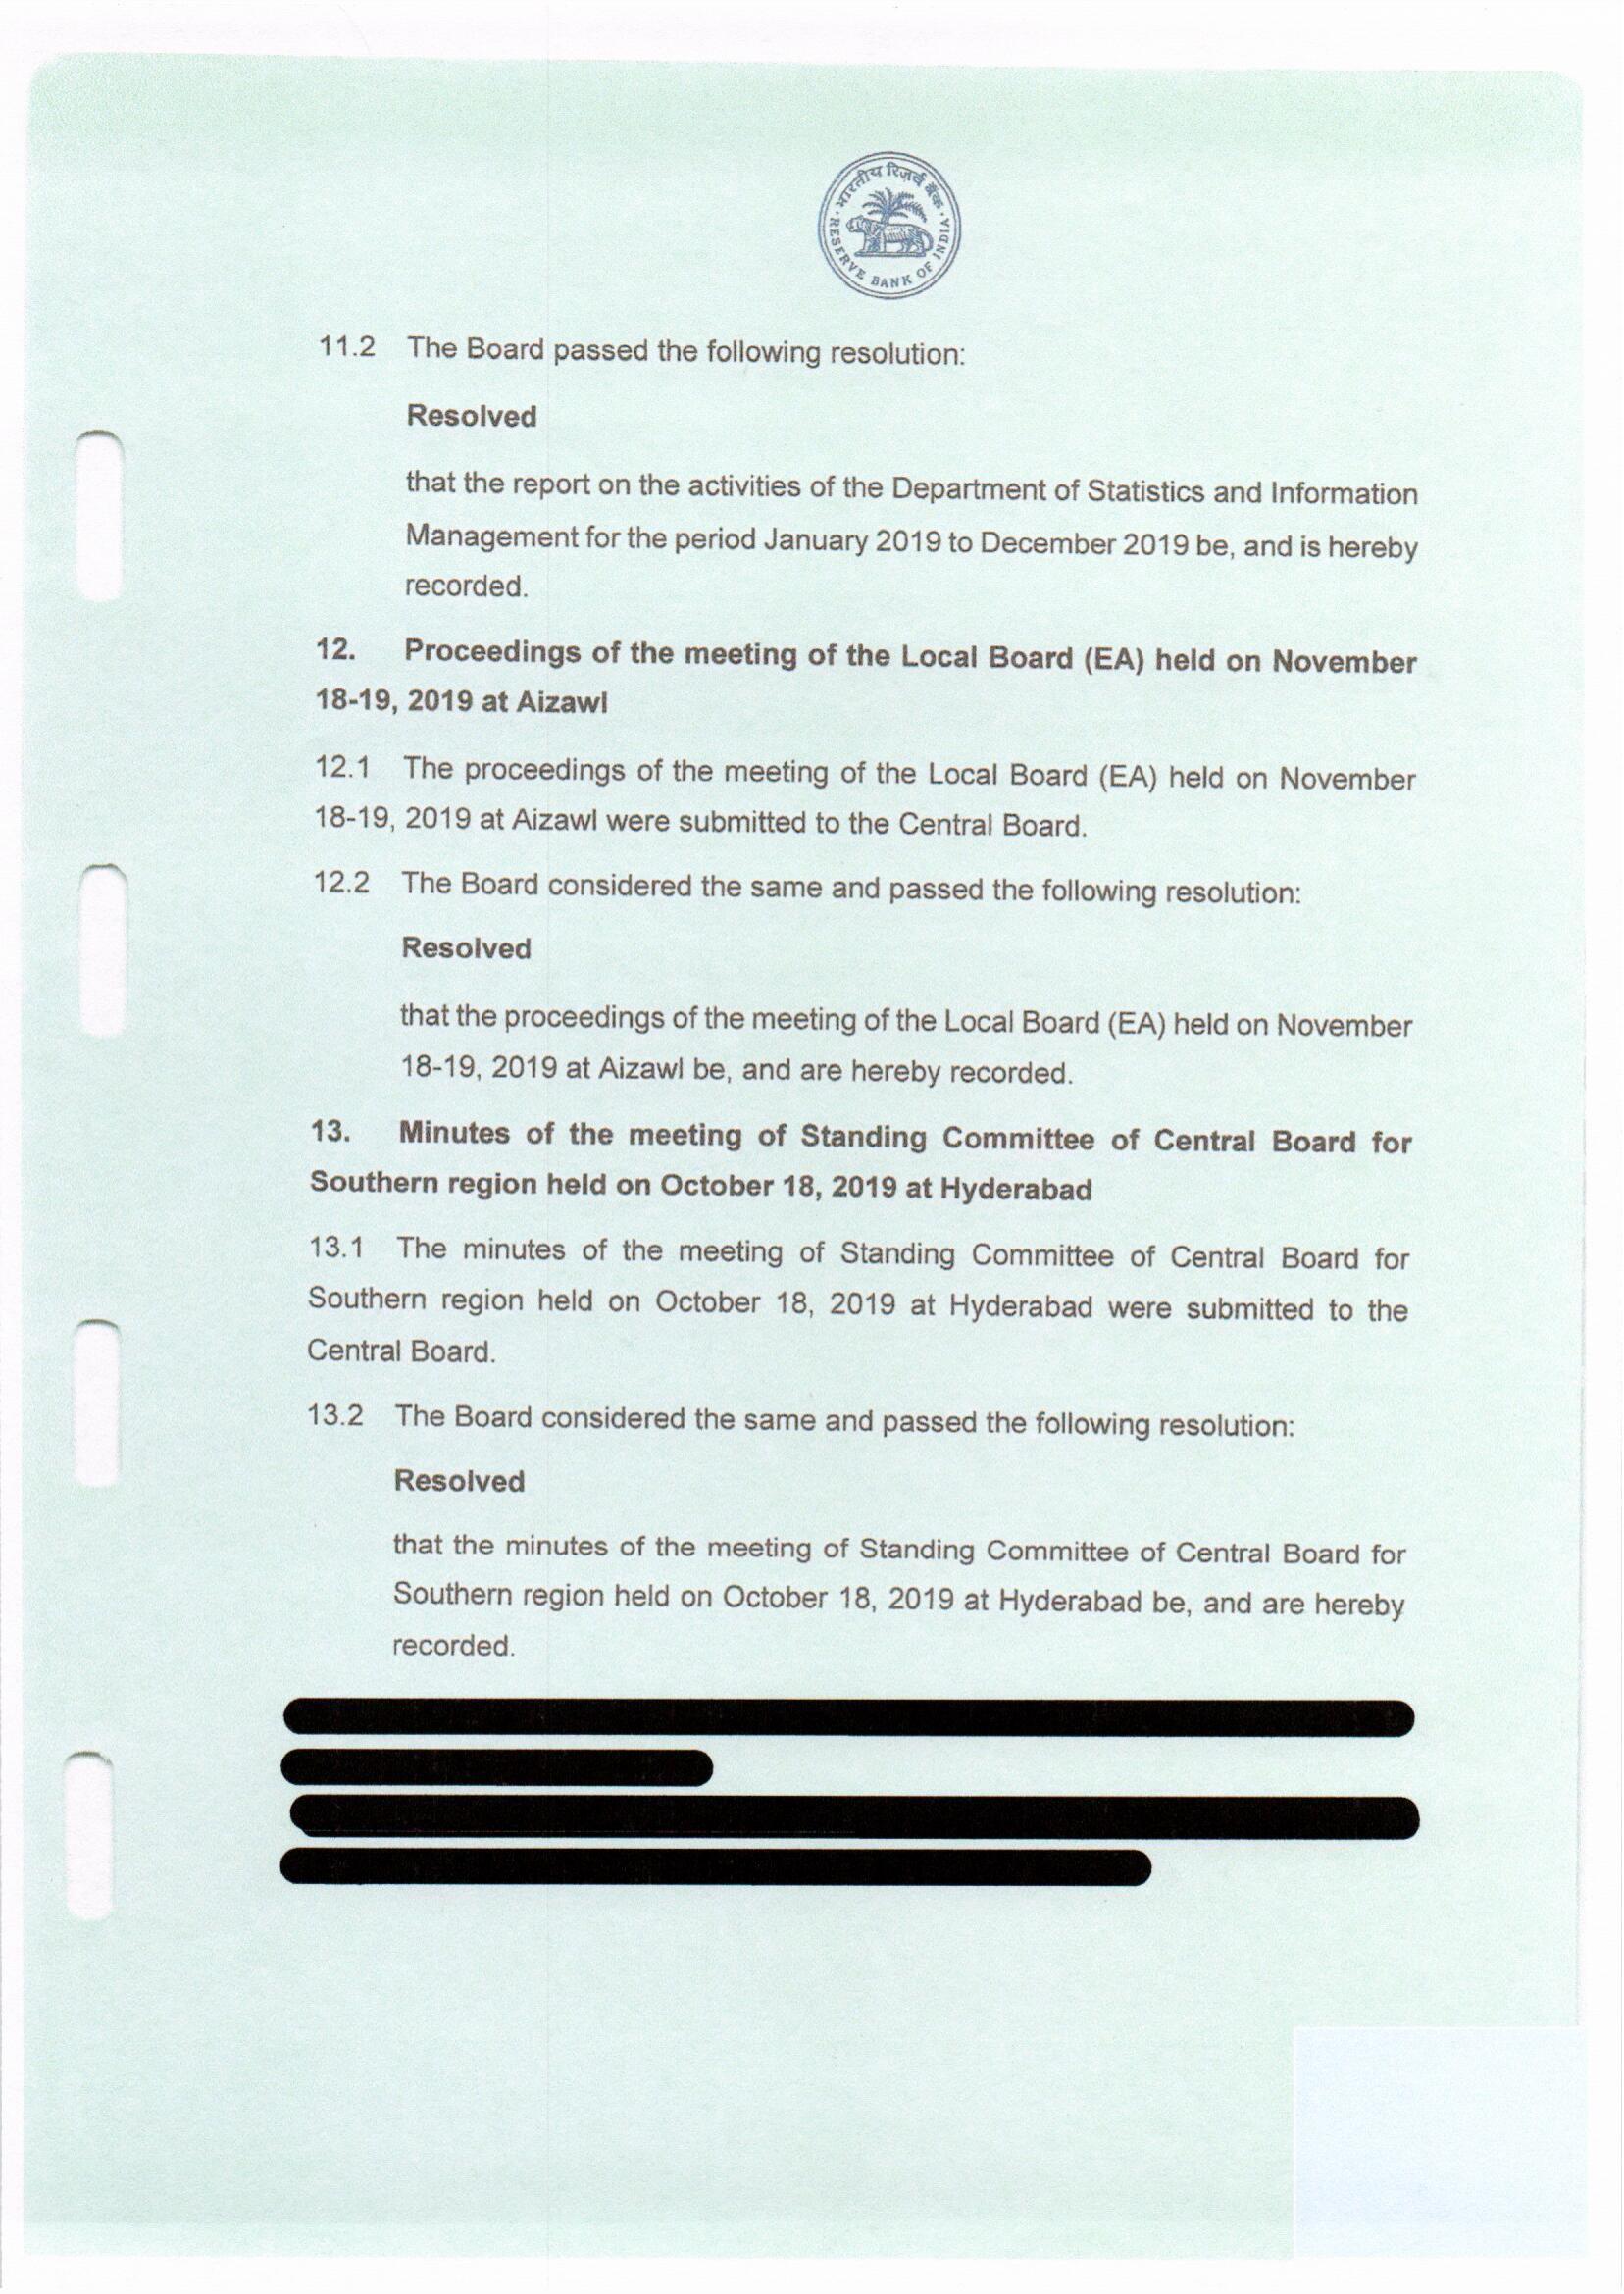 भारतीय रिज़र्व बैंक
RESERVE BANK OF INDIA
11.2 The Board passed the following resolution:
Resolved
that the report on the activities of the Department of Statistics and Information
Management for the period January 2019 to December 2019 be, and is hereby
recorded.
12. Proceedings of the meeting of the Local Board (EA) held on November
18-19, 2019 at Aizawl
12.1 The proceedings of the meeting of the Local Board (EA) held on November
18-19, 2019 at Aizawl were submitted to the Central Board.
12.2 The Board considered the same and passed the following resolution:
Resolved
that the proceedings of the meeting of the Local Board (EA) held on November
18-19, 2019 at Aizawl be, and are hereby recorded.
13. Minutes of the meeting of Standing Committee of Central Board for
Southern region held on October 18, 2019 at Hyderabad
13.1 The minutes of the meeting of Standing Committee of Central Board for
Southern region held on October 18, 2019 at Hyderabad were submitted to the
Central Board.
13.2 The Board considered the same and passed the following resolution:
Resolved
that the minutes of the meeting of Standing Committee of Central Board for
Southern region held on October 18, 2019 at Hyderabad be, and are hereby
recorded.